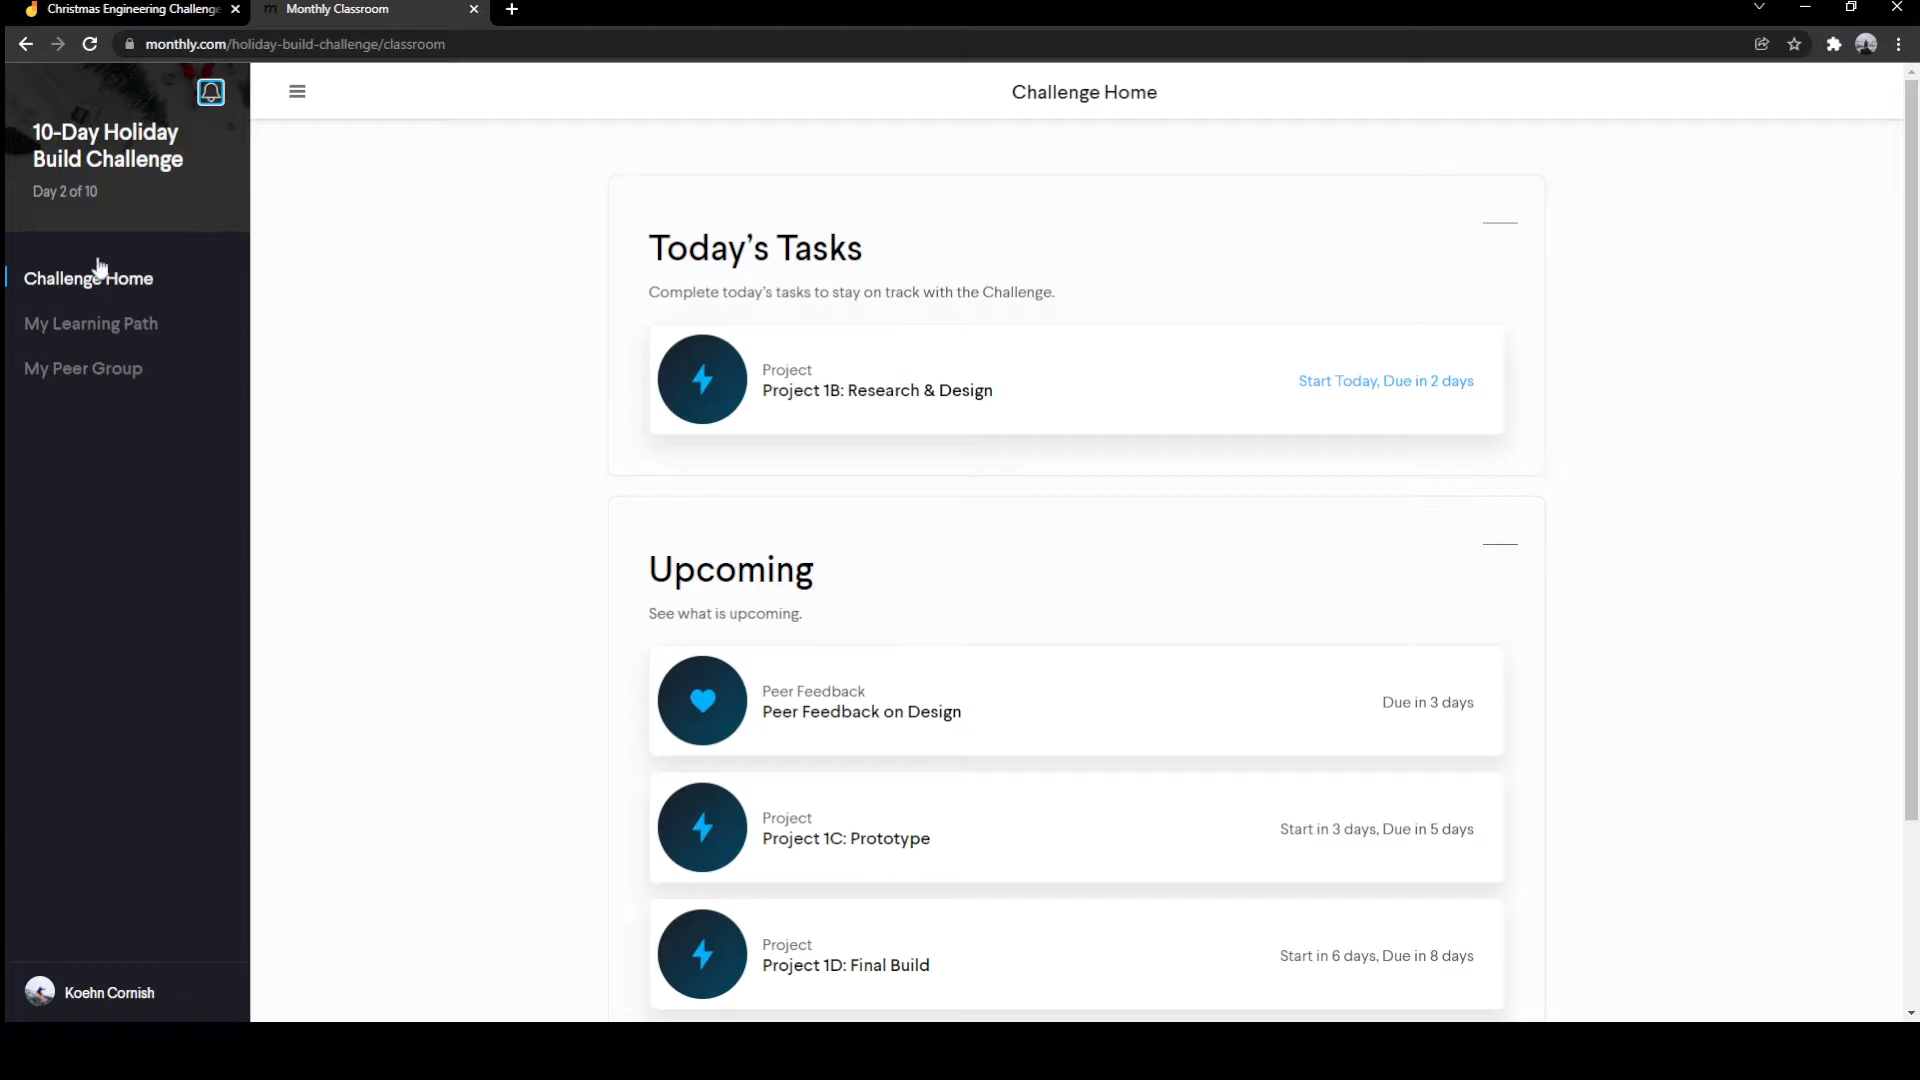 Christmas Engineering Challenge
Monthly Classroom
monthly.com/holiday-build-challenge/classroom
10-Day Holiday
Build Challenge
Day 2 of 10
Challenge Home
My Learning Path
My Peer Group
Koehn Cornish
Challenge Home
Today's Tasks
Complete today's tasks to stay on track with the Challenge.
Project
Project 1B: Research & Design
Start Today, Due in 2 days
Upcoming
See what is upcoming.
Peer Feedback
Peer Feedback on Design
Due in 3 days
Project
Project 1C: Prototype
Start in 3 days, Due in 5 days
Project
Project 1D: Final Build
Start in 6 days, Due in 8 days